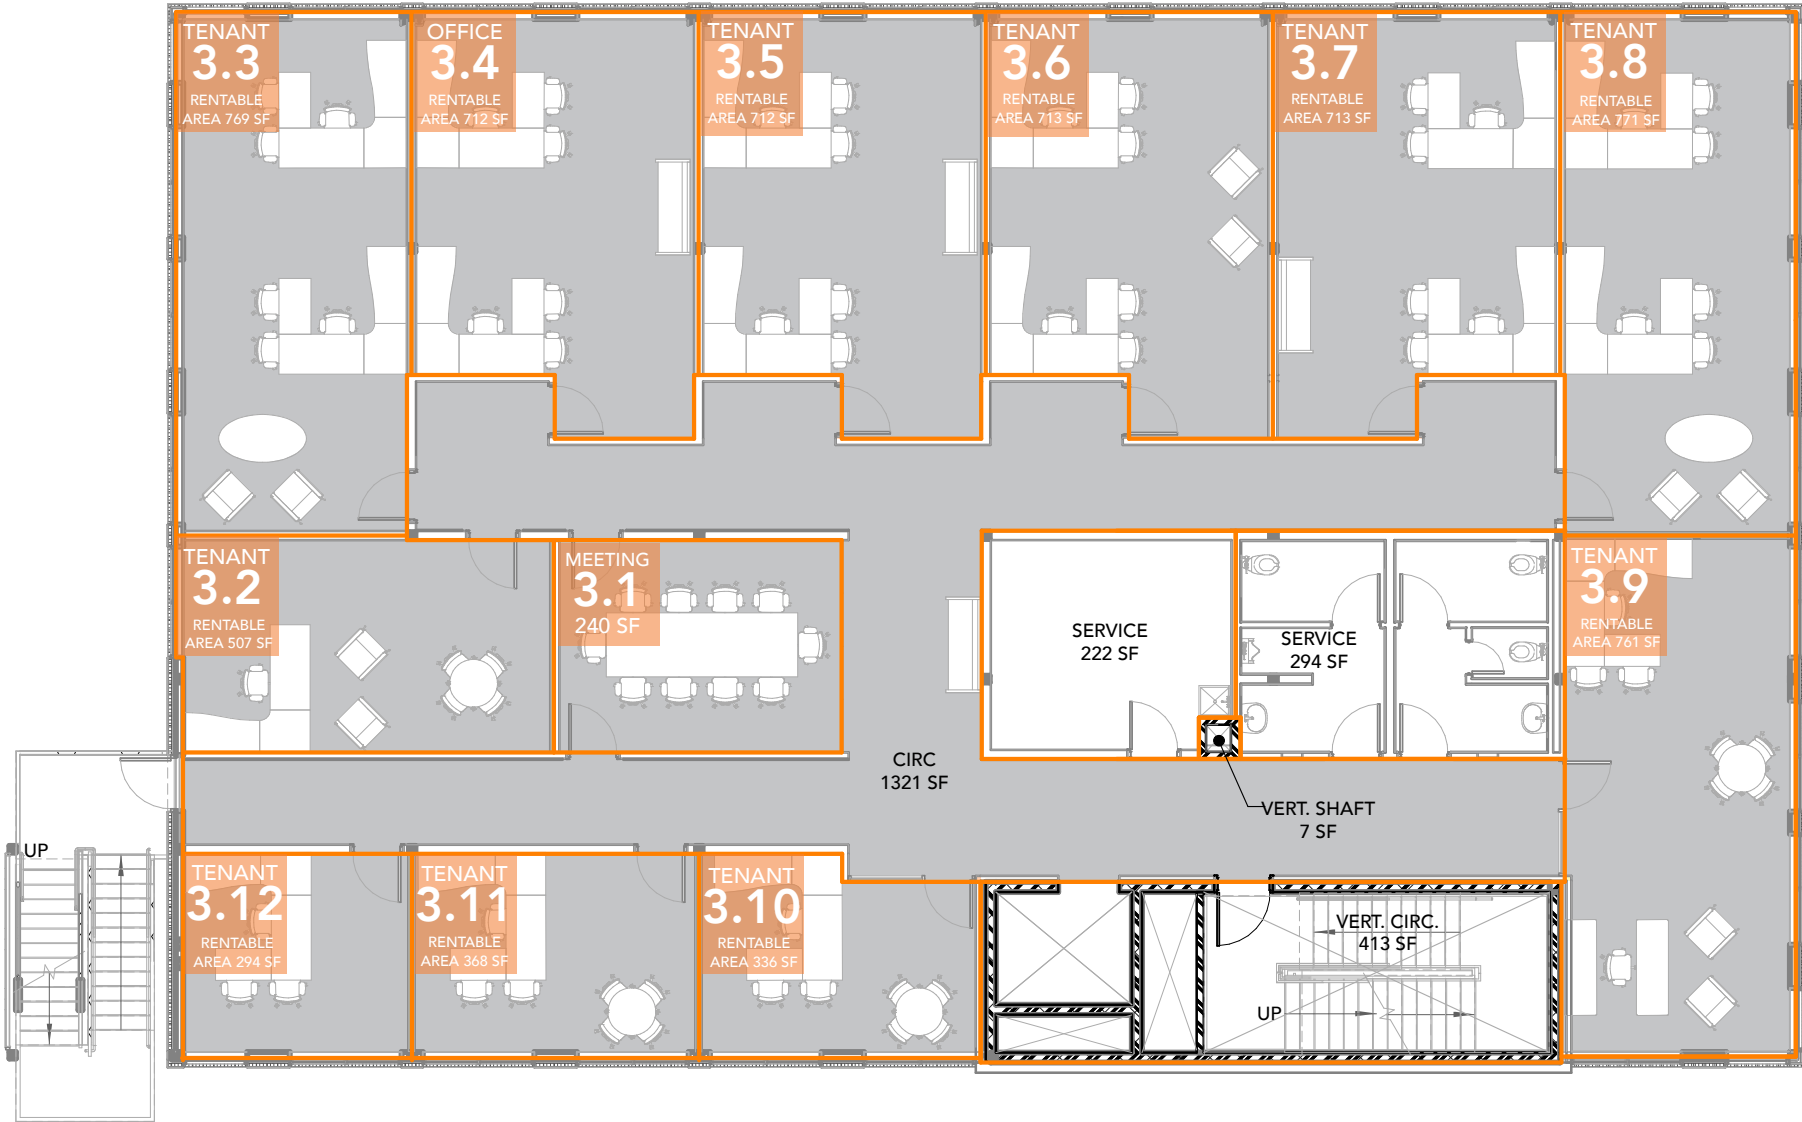 TENANT
3.3
RENTABLE
AREA 769 SF
OFFICE
3.4
RENTABLE
AREA 712 SF
TENANT
3.5
RENTABLE
AREA 712 SF
TENANT
3.6
RENTABLE
AREA 713 SF
TENANT
3.7
RENTABLE
AREA 713 SF
TENANT
3.8
RENTABLE
AREA 771 SF
TENANT
3.2
RENTABLE
AREA 507 SF
MEETING
3.1
240 SF
SERVICE
222 SF
SERVICE
294 SF
TENANT
3.9
RENTABLE
AREA 761 SF
CIRC
1321 SF
VERT. SHAFT
7 SF
UP
TENANT
3.12
RENTABLE
AREA 294 SF
TENANT
3.11
RENTABLE
AREA 368 SF
TENANT
3.10
RENTABLE
AREA 336 SF
VERT. CIRC.
413 SF
UP